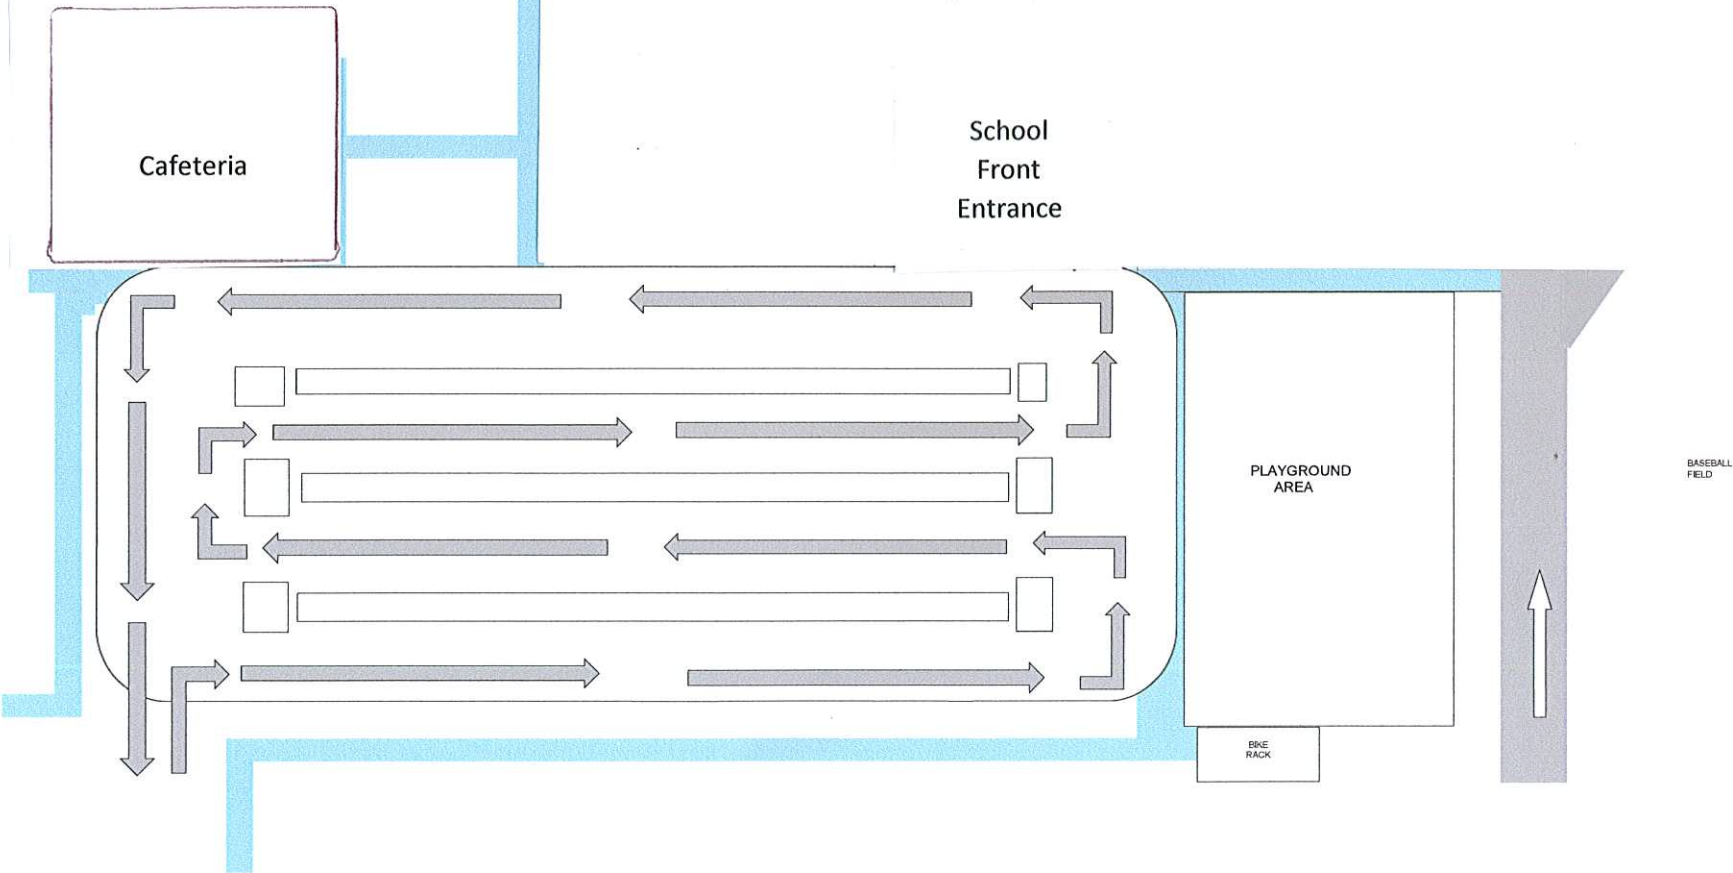 Cafeteria
School
Front
Entrance
PLAYGROUND
AREA
BASEBALL
FIELD
BIKE
RACK